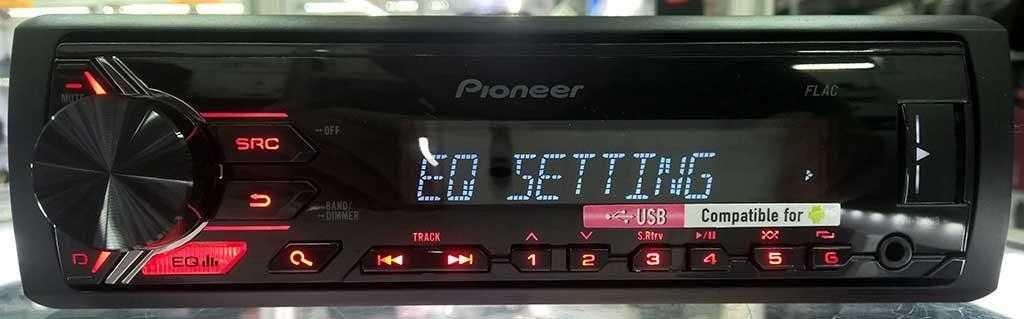 Pioneer
FLAC
MUTE
SRC
OFF
EQ SETTING
BAND/
DIMMER
USB Compatible for
TRACK
S.Rtrv
EQ
1 2 3 4 5 6